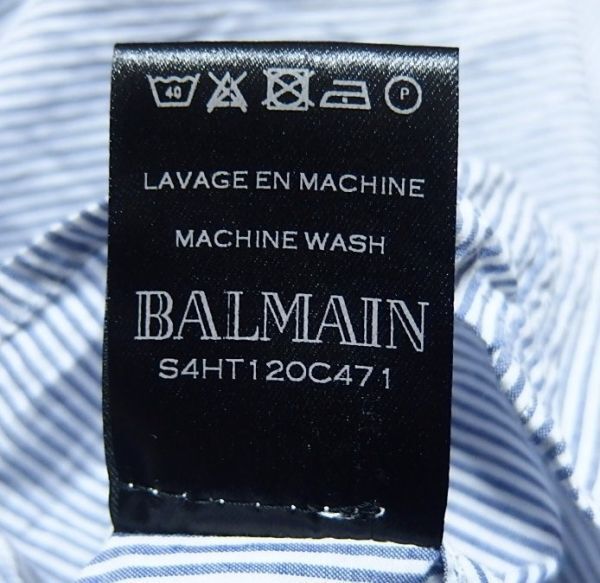 40 P
LAVAGE EN MACHINE
MACHINE WASH
BALMAIN
S4HT120C471